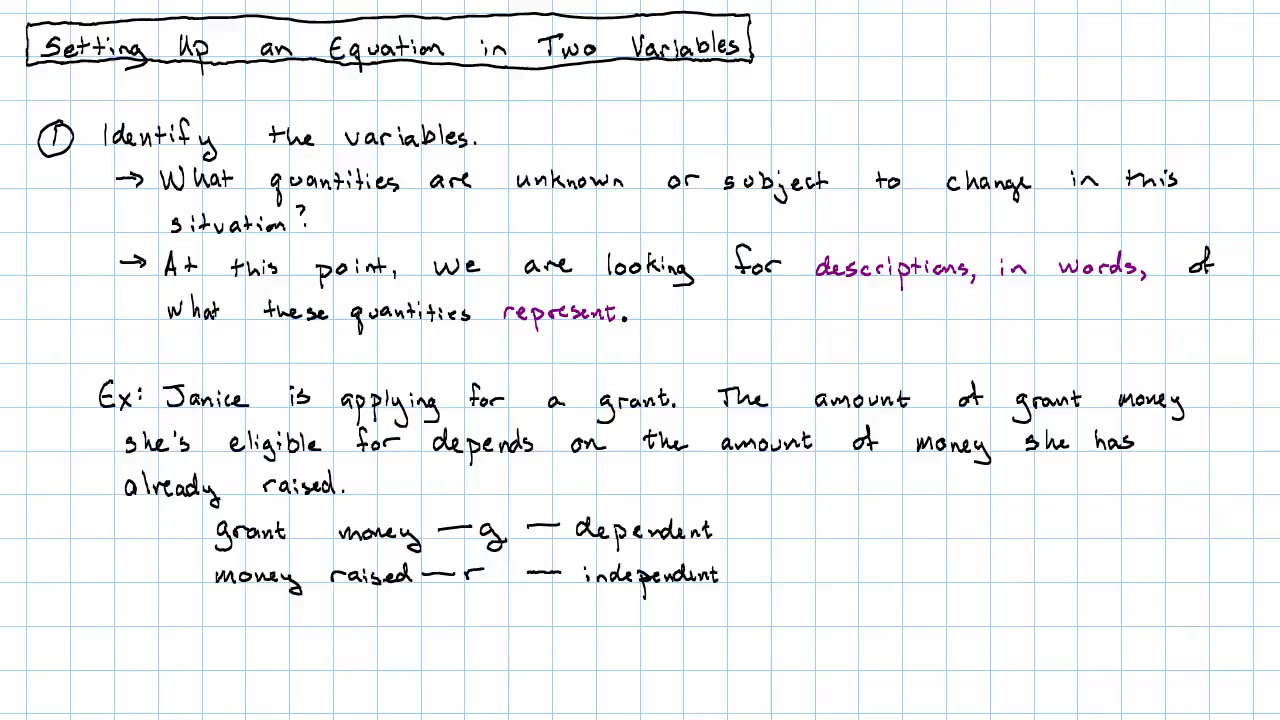 Setting Up an Equation in Two Variables
① Identify the variables.
→ What quantities are unknown or subject to change in this
situation?
→ At this point, we are looking for descriptions, in words, of
what these quantities represent.
Ex: Janice is applying for a grant. The amount of grant money
she's eligible for depends on the amount of money she has
already raised.
grant money — g — dependent
money raised — r — independent